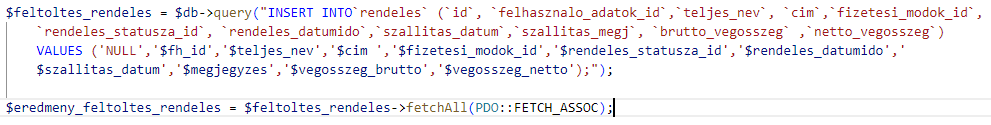 $feltoltes_rendeles = $db->query("INSERT INTO`rendeles` (`id`, `felhasznalo_adatok_id`,`teljes_nev`, `cim`,`fizetesi_modok_id`,
`rendeles_statusza_id`, `rendeles_datumido`,`szallitas_datum`,`szallitas_megj`, `brutto_vegosszeg` ,`netto_vegosszeg`)
VALUES ('NULL','$fh_id','$teljes_nev','$cim ','$fizetesi_modok_id','$rendeles_statusza_id','$rendeles_datumido','
$szallitas_datum','$megjegyzes','$vegosszeg_brutto','$vegosszeg_netto');");
$eredmeny_feltoltes_rendeles = $feltoltes_rendeles->fetchAll(PDO::FETCH_ASSOC);